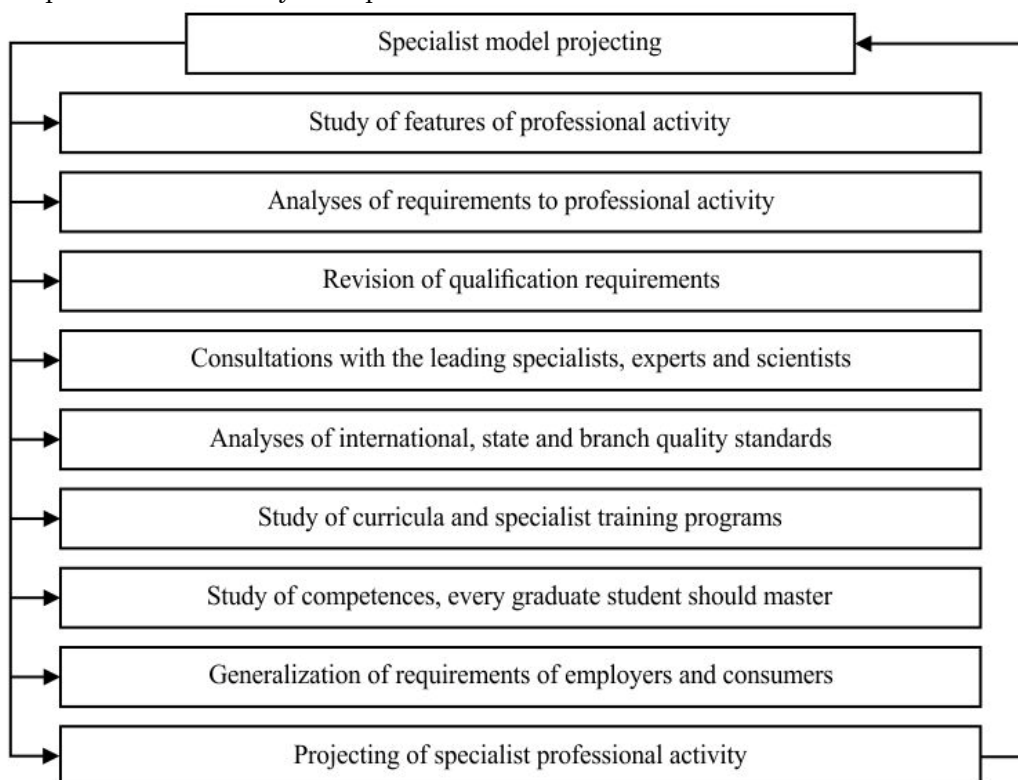 Specialist model projecting
Study of features of professional activity
Analyses of requirements to professional activity
Revision of qualification requirements
Consultations with the leading specialists, experts and scientists
Analyses of international, state and branch quality standards
Study of curricula and specialist training programs
Study of competences, every graduate student should master
Generalization of requirements of employers and consumers
Projecting of specialist professional activity